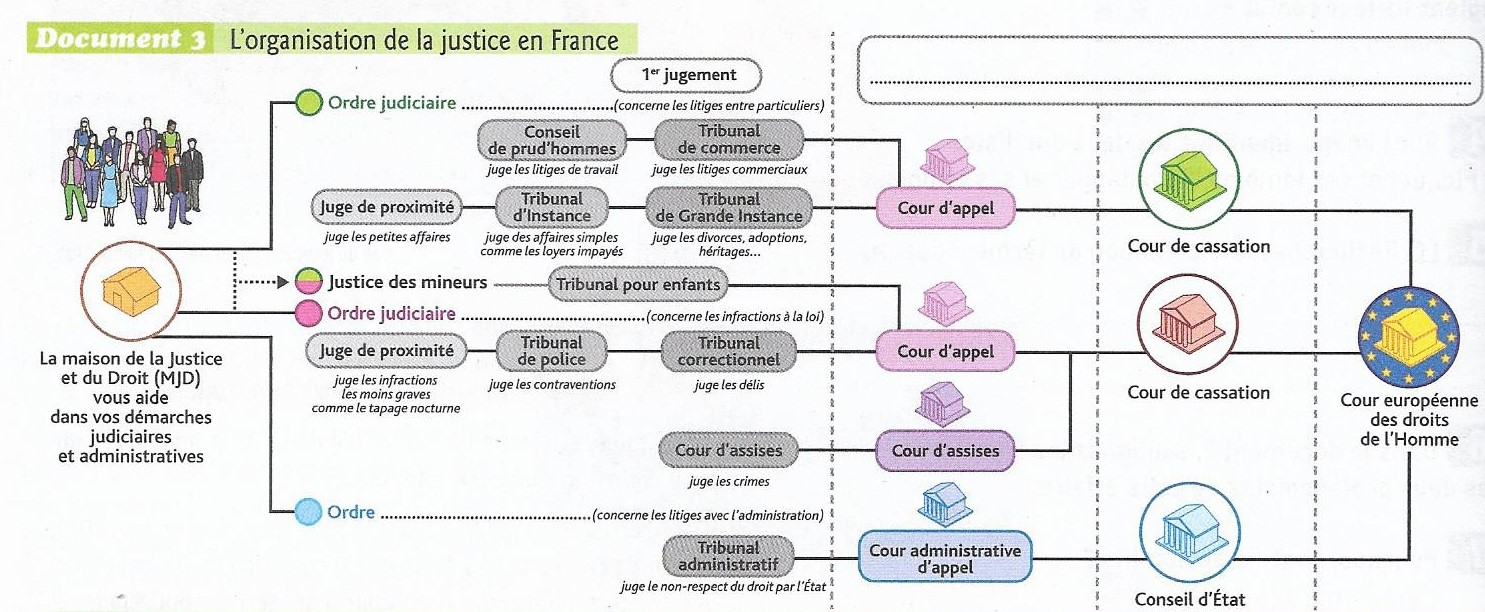 Document 3 L'organisation de la justice en France
1er jugement
Ordre judiciaire ..............................(concerne les litiges entre particuliers)
Conseil
de prud'hommes
juge les litiges de travail
Tribunal
de commerce
juge les litiges commerciaux
Juge de proximité
juge les petites affaires
Tribunal
d'Instance
juge des affaires simples
comme les loyers impayés
Tribunal
de Grande Instance
juge les divorces, adoptions,
héritages...
Cour d'appel
Cour de cassation
Justice des mineurs
Tribunal pour enfants
Ordre judiciaire ....................................(concerne les infractions à la loi)
Juge de proximité
juge les infractions
les moins graves
comme le tapage nocturne
Tribunal
de police
juge les contraventions
Tribunal
correctionnel
juge les délits
Cour d'appel
Cour de cassation
Cour européenne
des droits
de l'Homme
La maison de la Justice
et du Droit (MJD)
vous aide
dans vos démarches
judiciaires
et administratives
Cour d'assises
juge les crimes
Cour d'assises
Ordre ..........................................(concerne les litiges avec l'administration)
Tribunal
administratif
juge le non-respect du droit par l'État
Cour administrative
d'appel
Conseil d'État